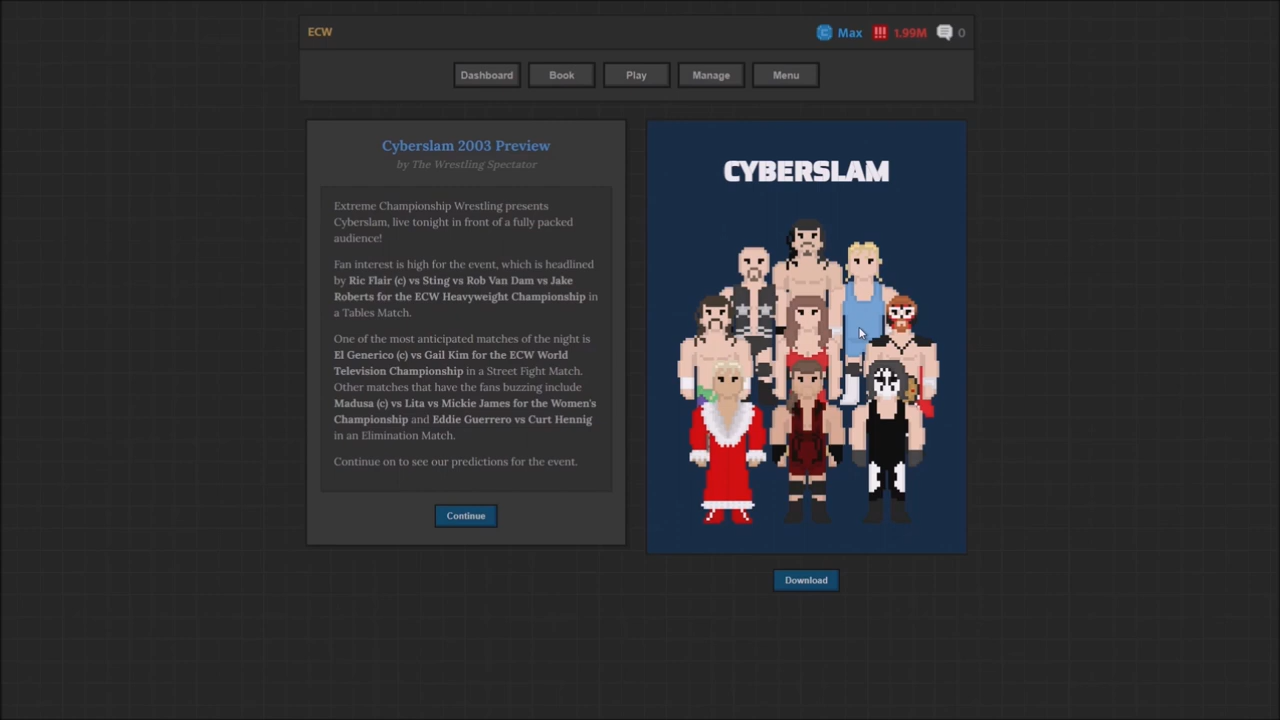 ECW
Max
1.99M
0
Dashboard
Book
Play
Manage
Menu
Cyberslam 2003 Preview
by The Wrestling Spectator
Extreme Championship Wrestling presents
Cyberslam, live tonight in front of a fully packed
audience!
Fan interest is high for the event, which is headlined
by Ric Flair (c) vs Sting vs Rob Van Dam vs Jake
Roberts for the ECW Heavyweight Championship in
a Tables Match.
One of the most anticipated matches of the night is
El Generico (c) vs Gail Kim for the ECW World
Television Championship in a Street Fight Match.
Other matches that have the fans buzzing include
Madusa (c) vs Lita vs Mickie James for the Women's
Championship and Eddie Guerrero vs Curt Hennig
in an Elimination Match.
Continue on to see our predictions for the event.
Continue
CYBERSLAM
Download